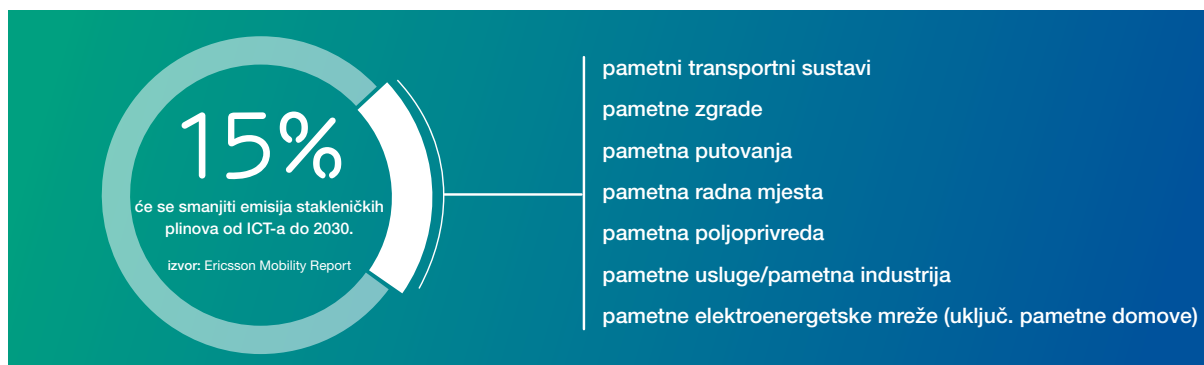 15%
će se smanjiti emisija stakleničkih
plinova od ICT-a do 2030.
izvor: Ericsson Mobility Report
pametni transportni sustavi
pametne zgrade
pametna putovanja
pametna radna mjesta
pametna poljoprivreda
pametne usluge/pametna industrija
pametne elektroenergetske mreže (uključ. pametne domove)